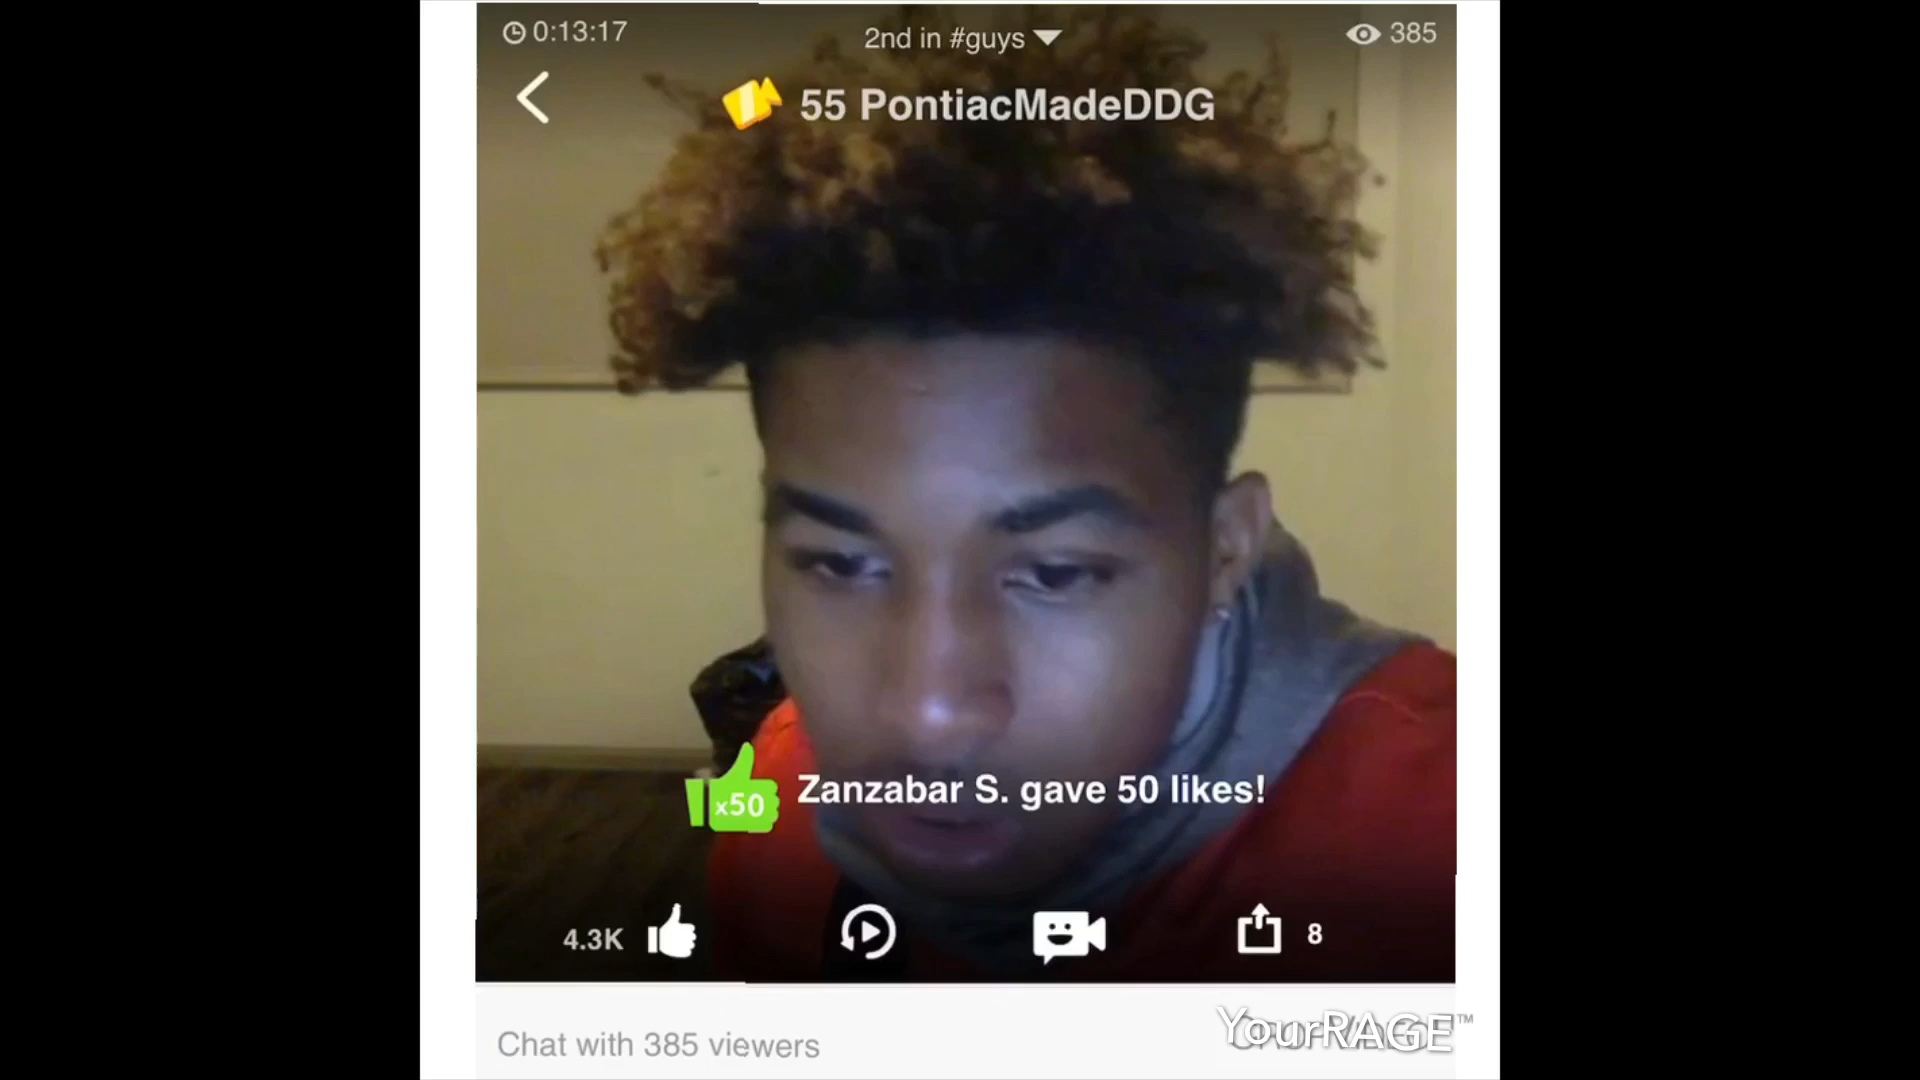 0:13:17
2nd in #guys
385
55 PontiacMadeDDG
x50
Zanzabar S. gave 50 likes!
4.3K
8
Chat with 385 viewers
YourRAGE™